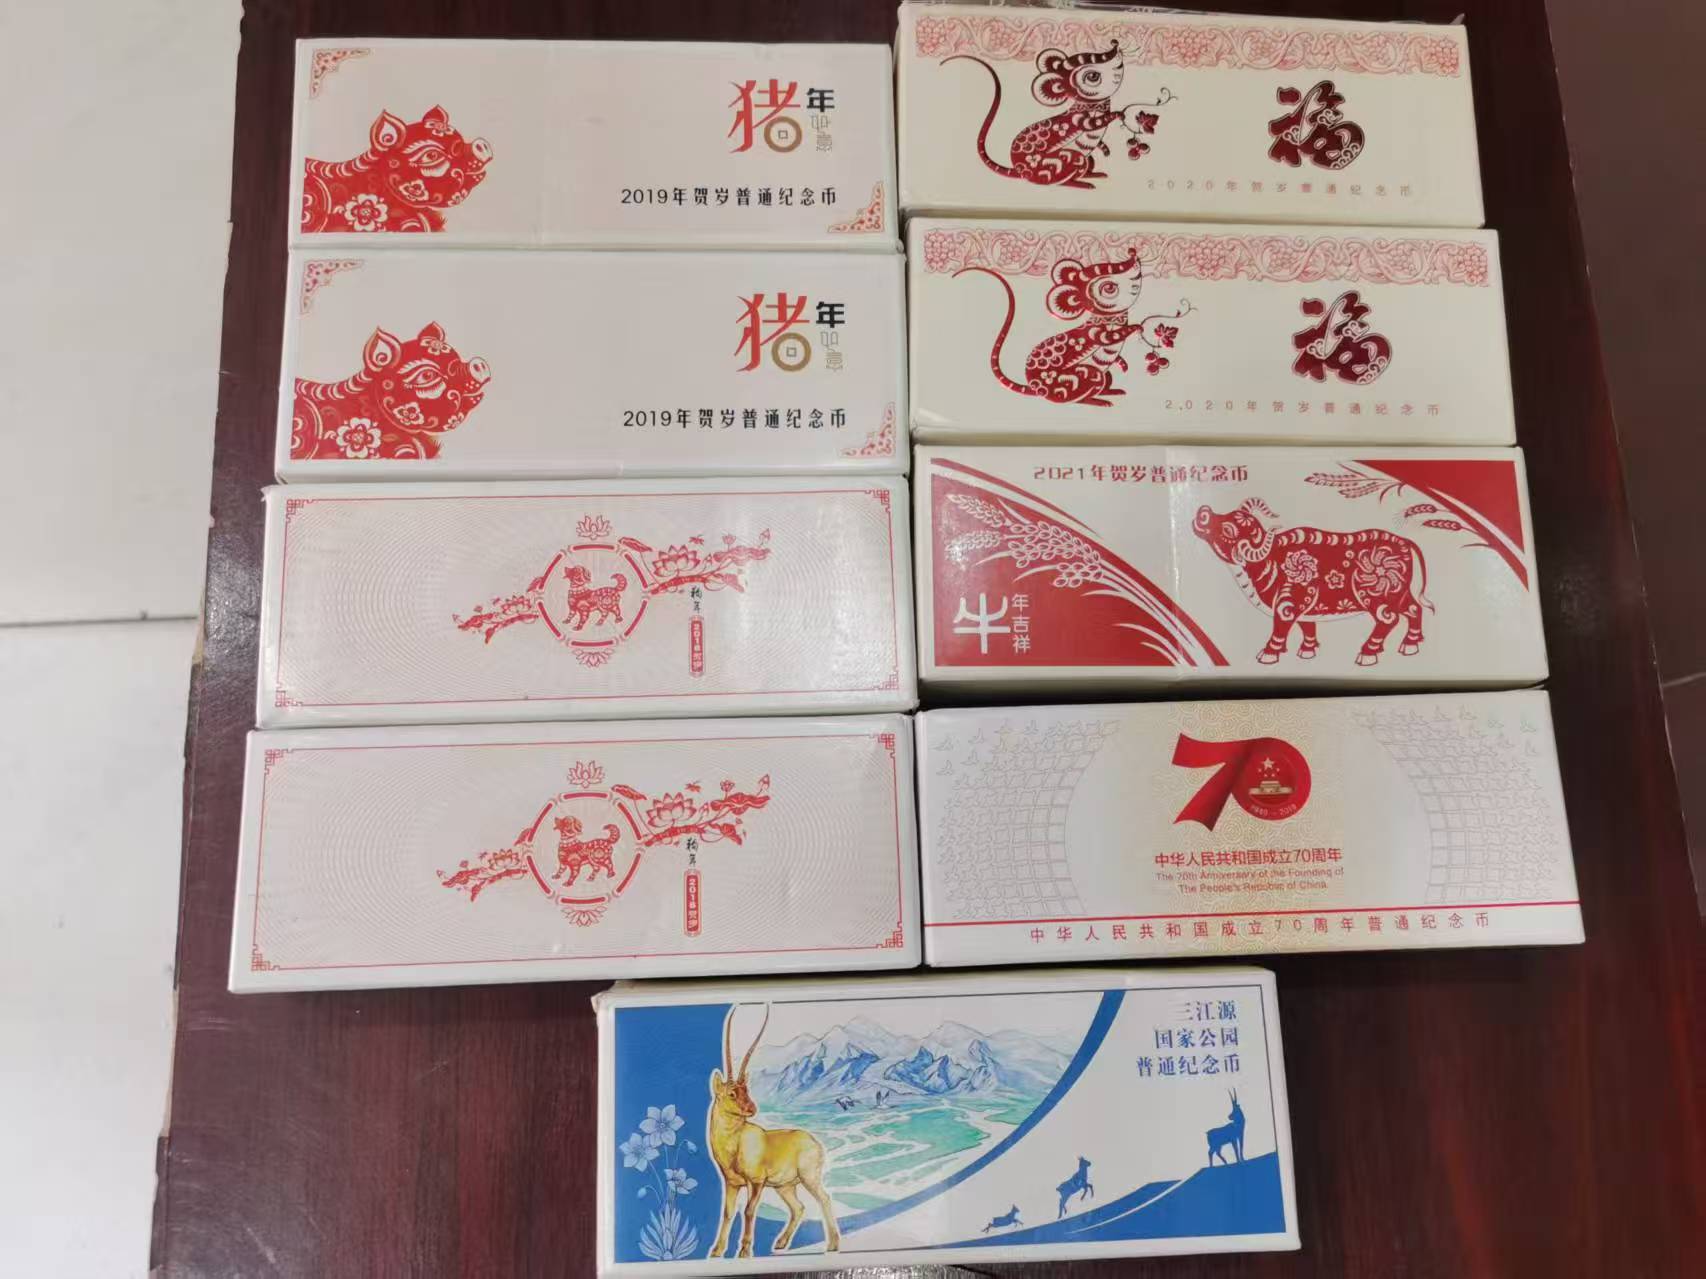 猪年
2019年贺岁普通纪念币
猪年
2019年贺岁普通纪念币
狗年
2018贺岁
狗年
2018贺岁
福
2020年贺岁普通纪念币
福
2020年贺岁普通纪念币
2021年贺岁普通纪念币
牛年吉祥
70
1949-2019
中华人民共和国成立70周年
The 70th Anniversary of the Founding of
The People's Republic of China
中华人民共和国成立70周年普通纪念币
三江源
国家公园
普通纪念币